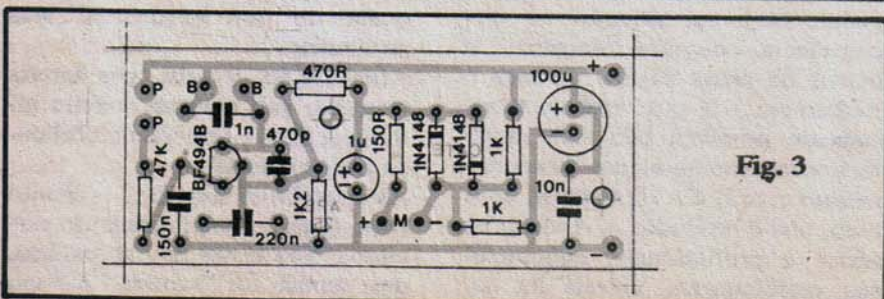 470R
100u
+
P
B
B
1n
470p
1u
150R
1N4148
1N4148
1K
+
-
P
47K
BF494B
+
Fig. 3
150n
220n
1K2
+ M -
1K
10n
-